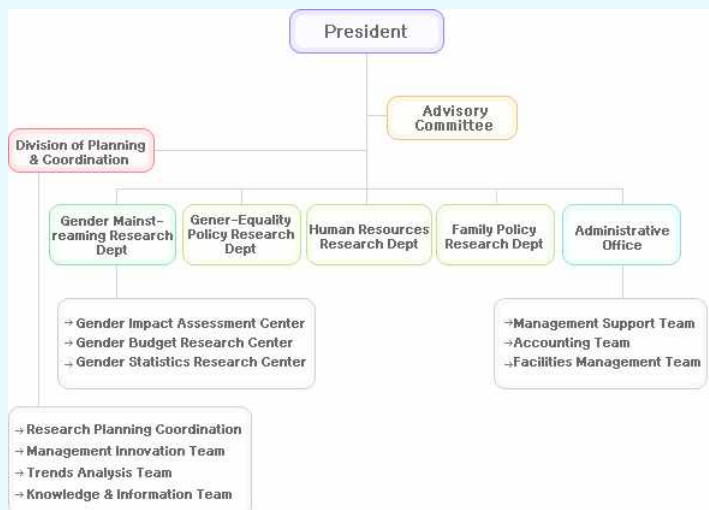 President
Advisory
Committee
Division of Planning
& Coordination
Gender Mainst-
reaming Research
Dept
Gener-Equality
Policy Research
Dept
Human Resources
Research Dept
Family Policy
Research Dept
Administrative
Office
→ Gender Impact Assessment Center
→ Gender Budget Research Center
→ Gender Statistics Research Center
→ Management Support Team
→ Accounting Team
→ Facilities Management Team
→ Research Planning Coordination
→ Management Innovation Team
→ Trends Analysis Team
→ Knowledge & Information Team